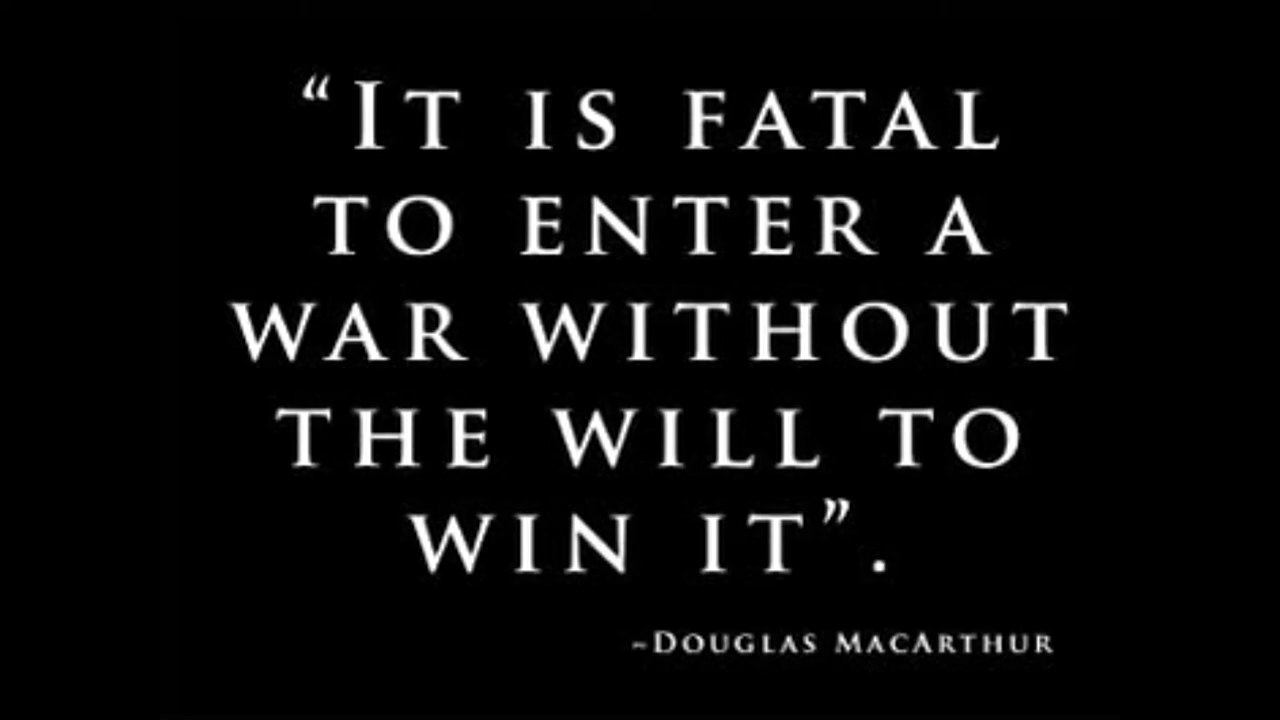 “It is fatal
to enter a
war without
the will to
win it”.
~Douglas MacArthur